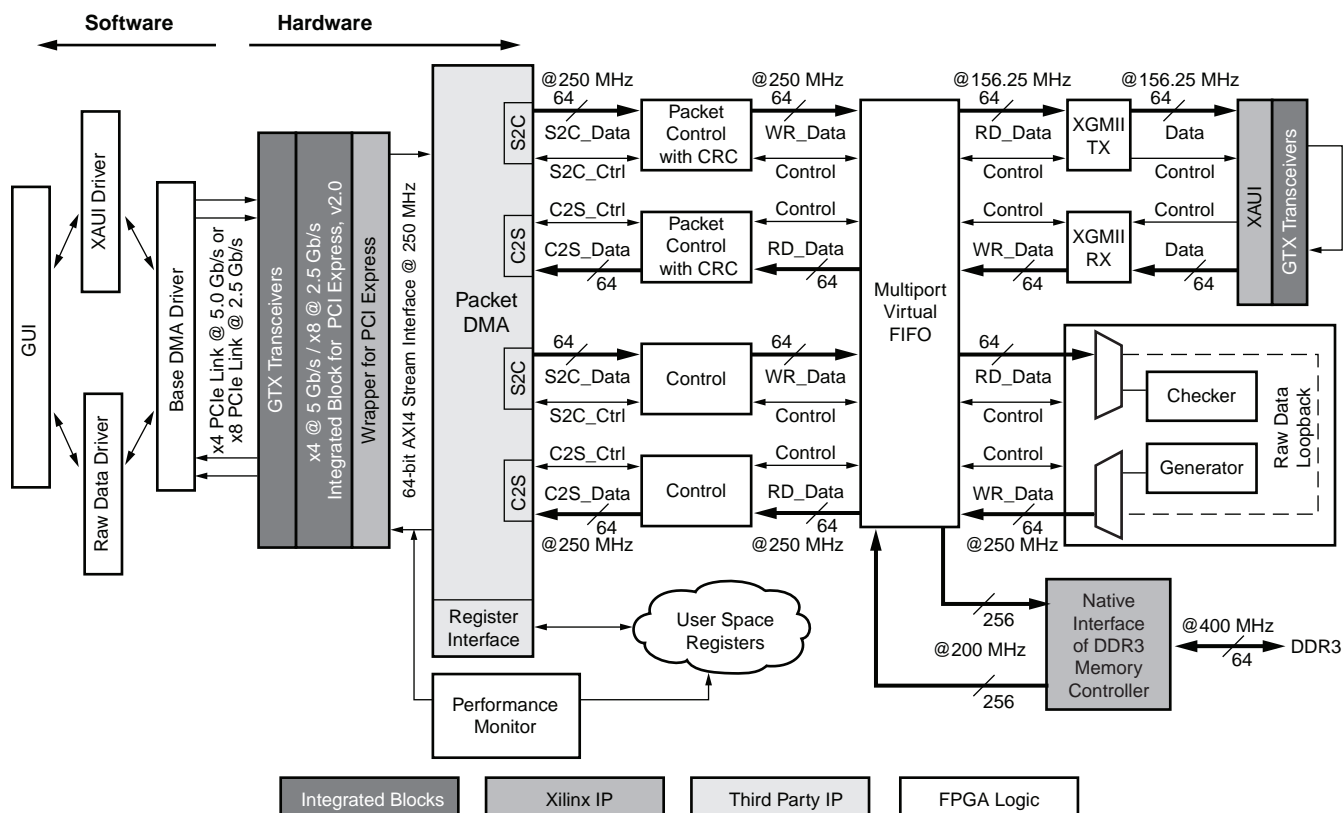 Software
Hardware
GUI
XAUI Driver
Raw Data Driver
Base DMA Driver
x4 PCIe Link @ 5.0 Gb/s or
x8 PCIe Link @ 2.5 Gb/s
GTX Transceivers
x4 @ 5 Gb/s / x8 @ 2.5 Gb/s
Integrated Block for PCI Express, v2.0
Wrapper for PCI Express
64-bit AXI4 Stream Interface @ 250 MHz
Packet
DMA
S2C
C2S
S2C
C2S
Register
Interface
@250 MHz
64
S2C_Data
S2C_Ctrl
C2S_Ctrl
C2S_Data
64
64
S2C_Data
S2C_Ctrl
C2S_Ctrl
C2S_Data
64
@250 MHz
Packet
Control
with CRC
Packet
Control
with CRC
Control
Control
@250 MHz
64
WR_Data
Control
Control
RD_Data
64
64
WR_Data
Control
Control
RD_Data
64
@250 MHz
Multiport
Virtual
FIFO
@156.25 MHz
64
RD_Data
Control
Control
WR_Data
64
64
RD_Data
Control
Control
WR_Data
64
@250 MHz
XGMII
TX
XGMII
RX
@156.25 MHz
64
Data
Control
Control
Data
64
XAUI
GTX Transceivers
Checker
Generator
Raw Data
Loopback
User Space
Registers
Performance
Monitor
256
@200 MHz
256
Native
Interface
of DDR3
Memory
Controller
@400 MHz
64
DDR3
Integrated Blocks
Xilinx IP
Third Party IP
FPGA Logic